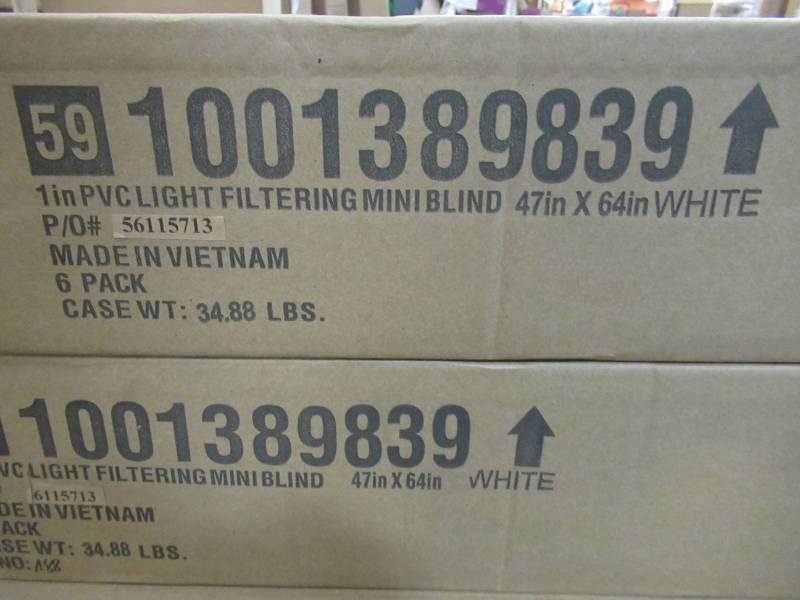 59 1001389839
1in PVC LIGHT FILTERING MINI BLIND 47in X 64in WHITE
P/O# 56115713
MADE IN VIETNAM
6 PACK
CASE WT: 34.88 LBS.
1001389839
VC LIGHT FILTERING MINI BLIND 47in X 64in WHITE
6115713
DE IN VIETNAM
ACK
SE WT: 34.88 LBS.
NO: